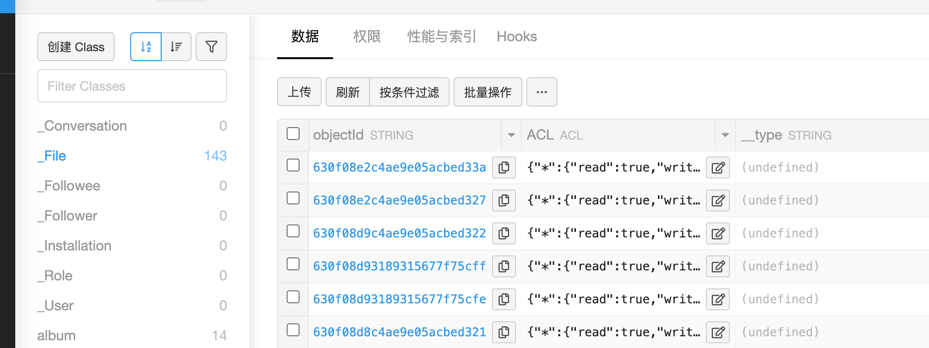 数据 权限 性能与索引 Hooks
创建 Class
Filter Classes
_Conversation 0
_File 143
_Followee 0
_Follower 0
_Installation 0
_Role 0
_User 0
album 14
上传 刷新 按条件过滤 批量操作 ...
objectId STRING ACL ACL __type STRING
630f08e2c4ae9e05acbed33a {"*":{"read":true,"writ… (undefined)
630f08e2c4ae9e05acbed327 {"*":{"read":true,"writ… (undefined)
630f08d9c4ae9e05acbed322 {"*":{"read":true,"writ… (undefined)
630f08d93189315677f75cff {"*":{"read":true,"writ… (undefined)
630f08d93189315677f75cfe {"*":{"read":true,"writ… (undefined)
630f08d8c4ae9e05acbed321 {"*":{"read":true,"writ… (undefined)